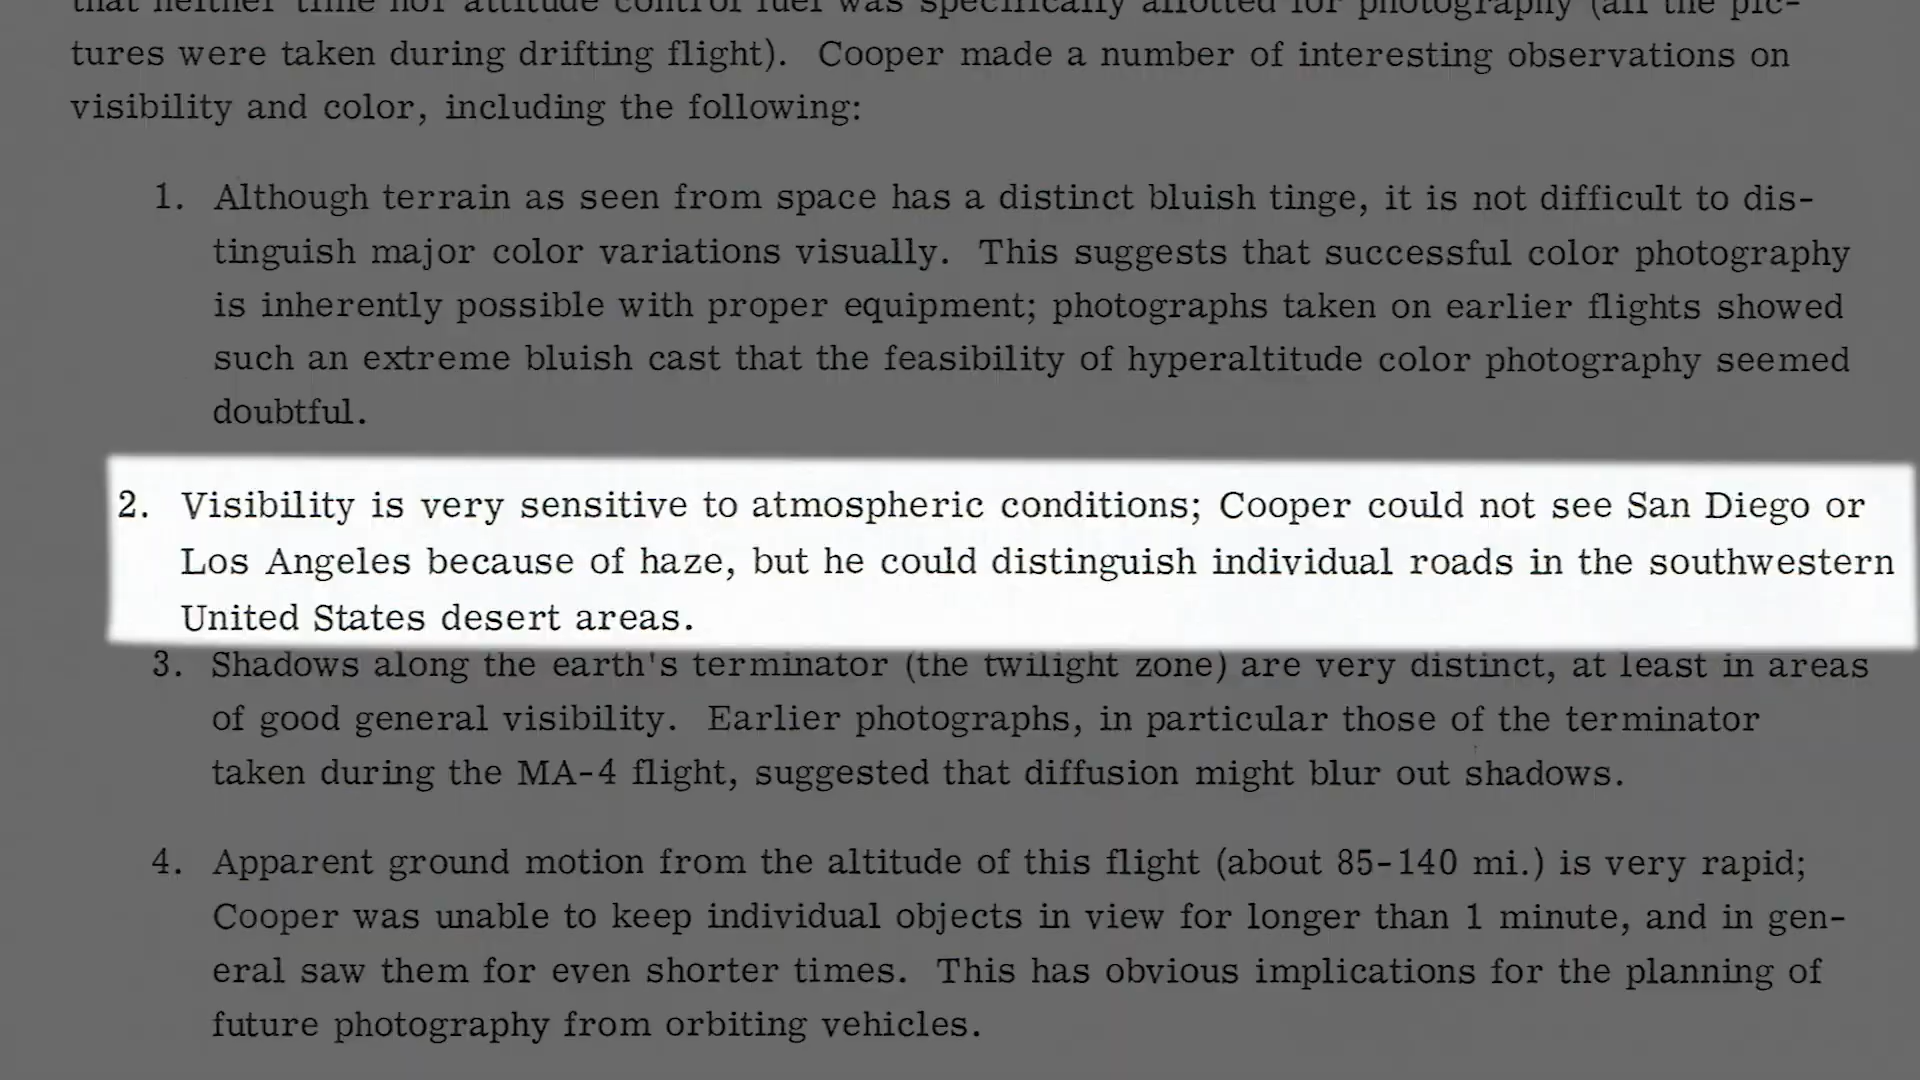 that neither time nor attitude control fuel was specifically allotted for photography (all the pic-
tures were taken during drifting flight). Cooper made a number of interesting observations on
visibility and color, including the following:
1. Although terrain as seen from space has a distinct bluish tinge, it is not difficult to dis-
tinguish major color variations visually. This suggests that successful color photography
is inherently possible with proper equipment; photographs taken on earlier flights showed
such an extreme bluish cast that the feasibility of hyperaltitude color photography seemed
doubtful.
2. Visibility is very sensitive to atmospheric conditions; Cooper could not see San Diego or
Los Angeles because of haze, but he could distinguish individual roads in the southwestern
United States desert areas.
3. Shadows along the earth's terminator (the twilight zone) are very distinct, at least in areas
of good general visibility. Earlier photographs, in particular those of the terminator
taken during the MA-4 flight, suggested that diffusion might blur out shadows.
4. Apparent ground motion from the altitude of this flight (about 85-140 mi.) is very rapid;
Cooper was unable to keep individual objects in view for longer than 1 minute, and in gen-
eral saw them for even shorter times. This has obvious implications for the planning of
future photography from orbiting vehicles.